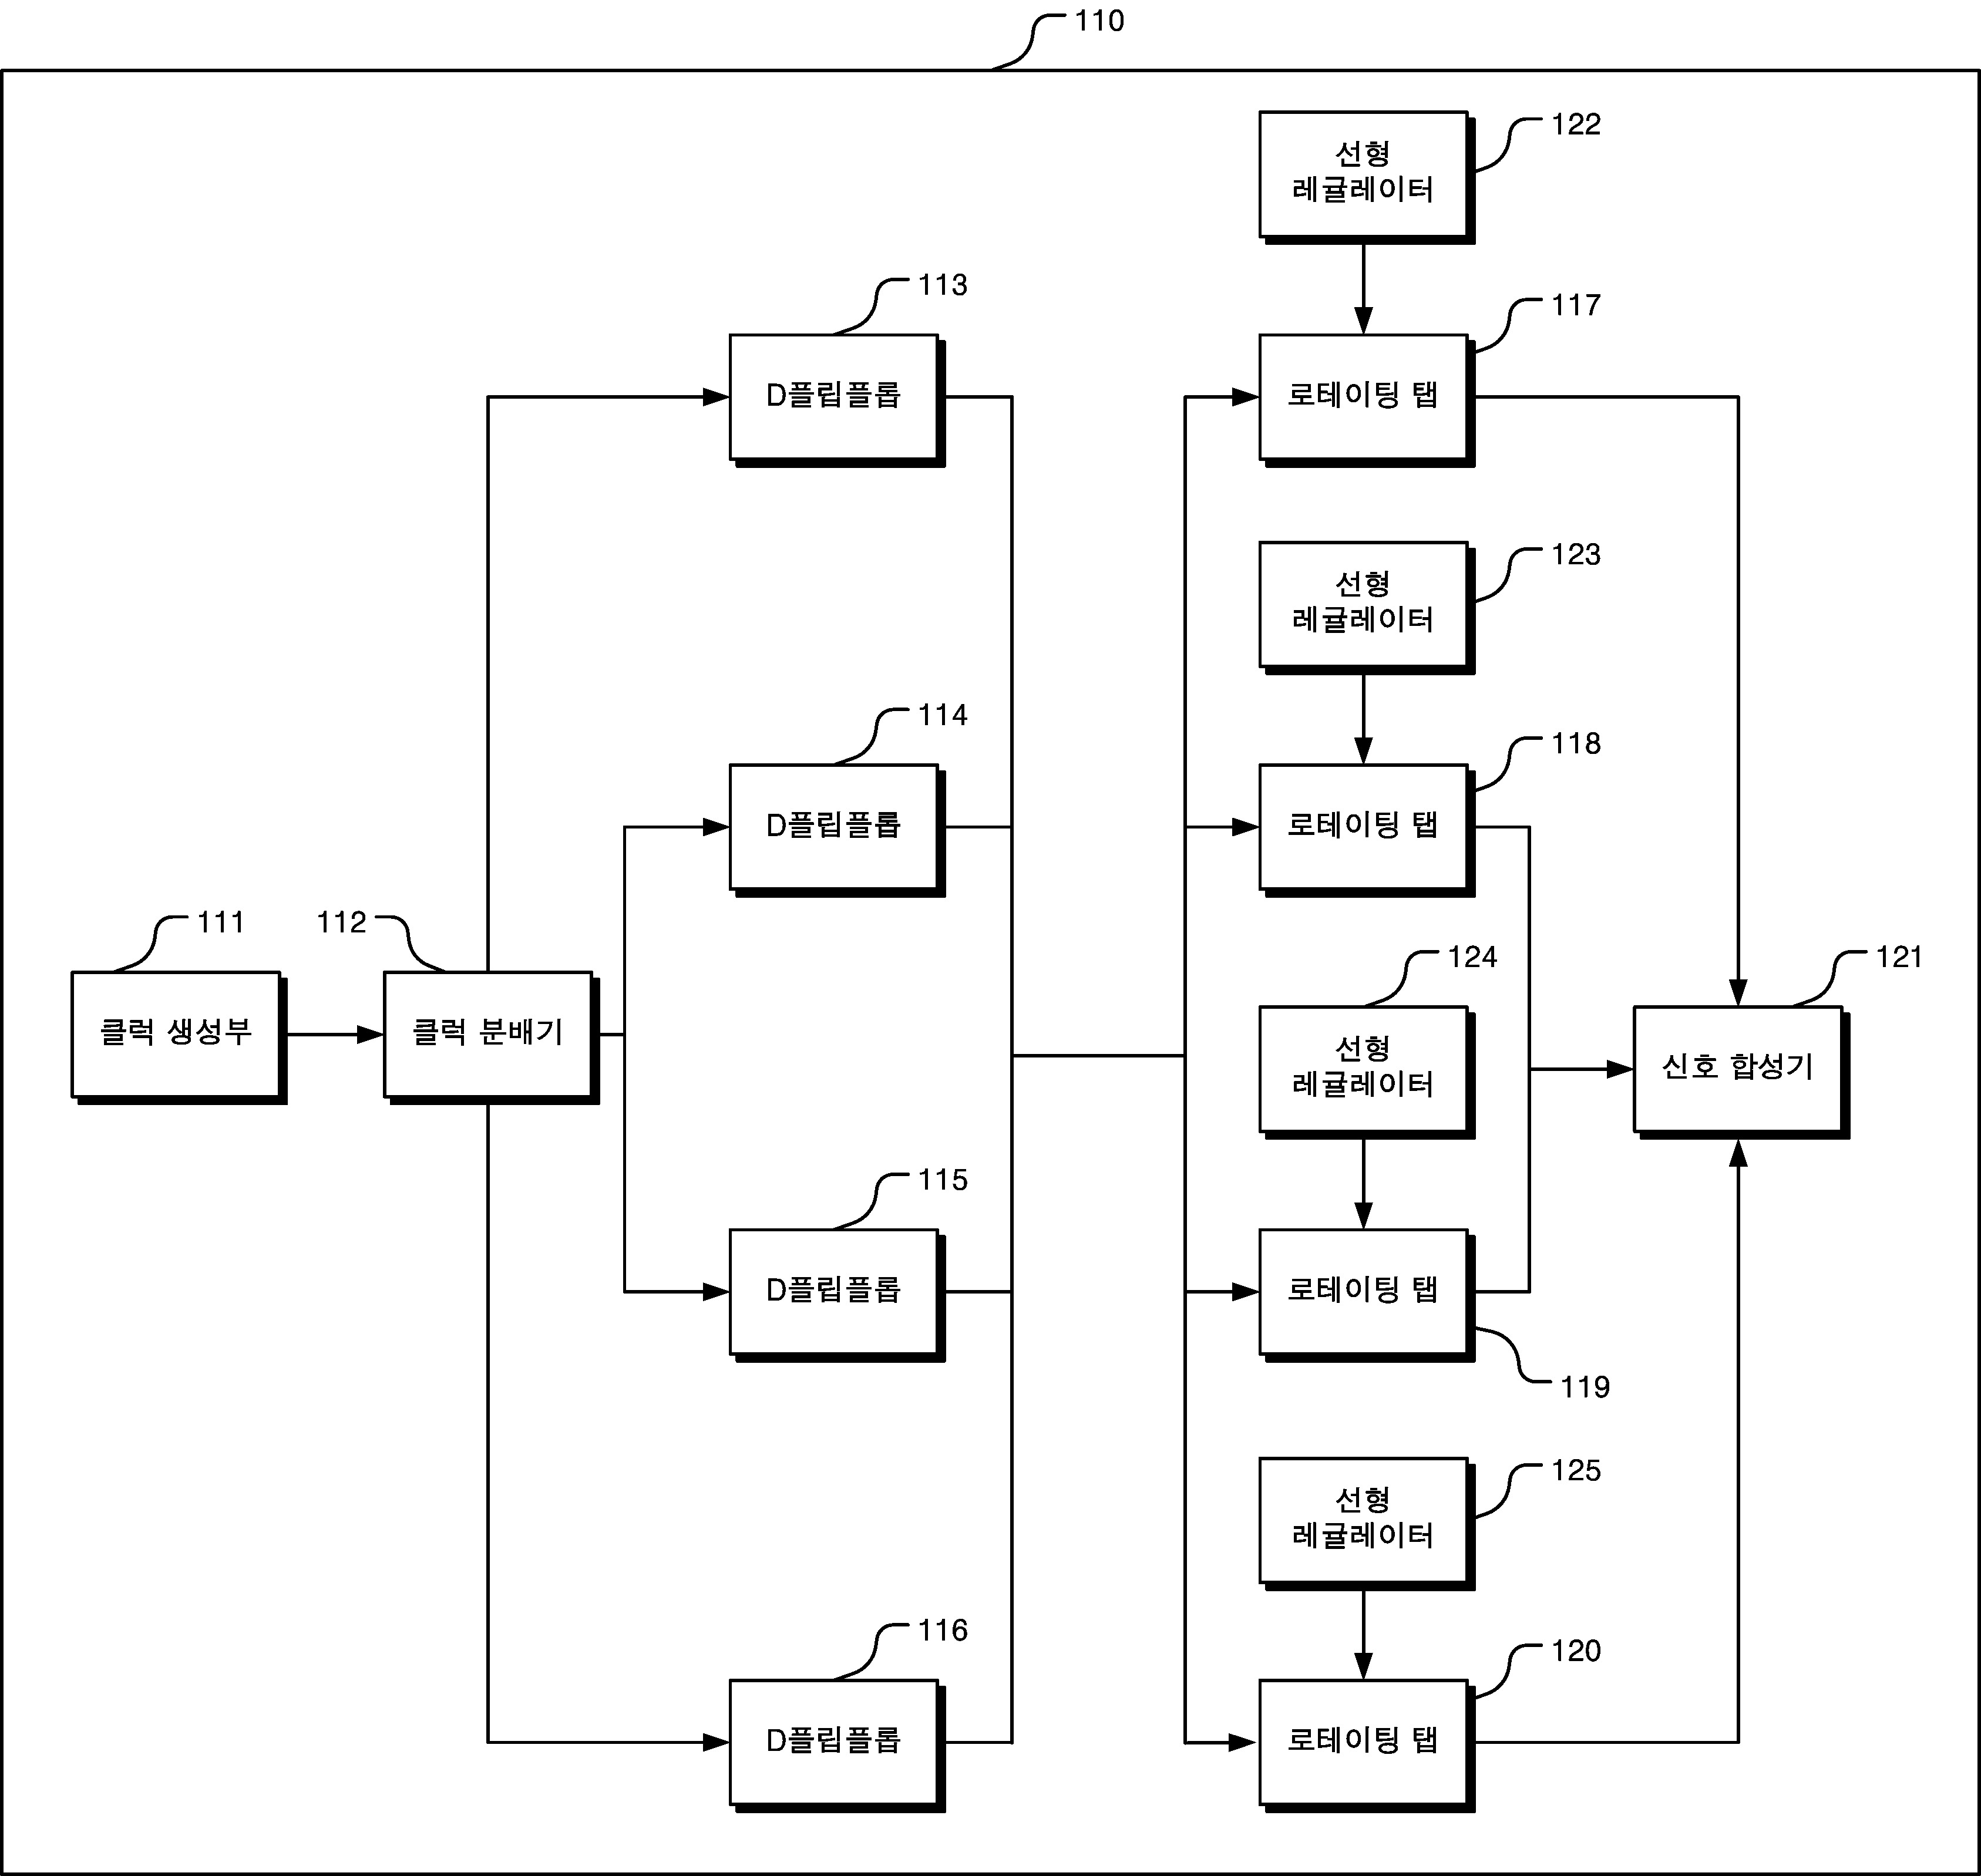 110
122
선형
레귤레이터
113
117
D플립플롭
로테이팅 탭
123
선형
레귤레이터
114
118
D플립플롭
로테이팅 탭
111
112
124
121
클럭 생성부
클럭 분배기
선형
레귤레이터
신호 합성기
115
D플립플롭
로테이팅 탭
119
125
선형
레귤레이터
116
120
D플립플롭
로테이팅 탭